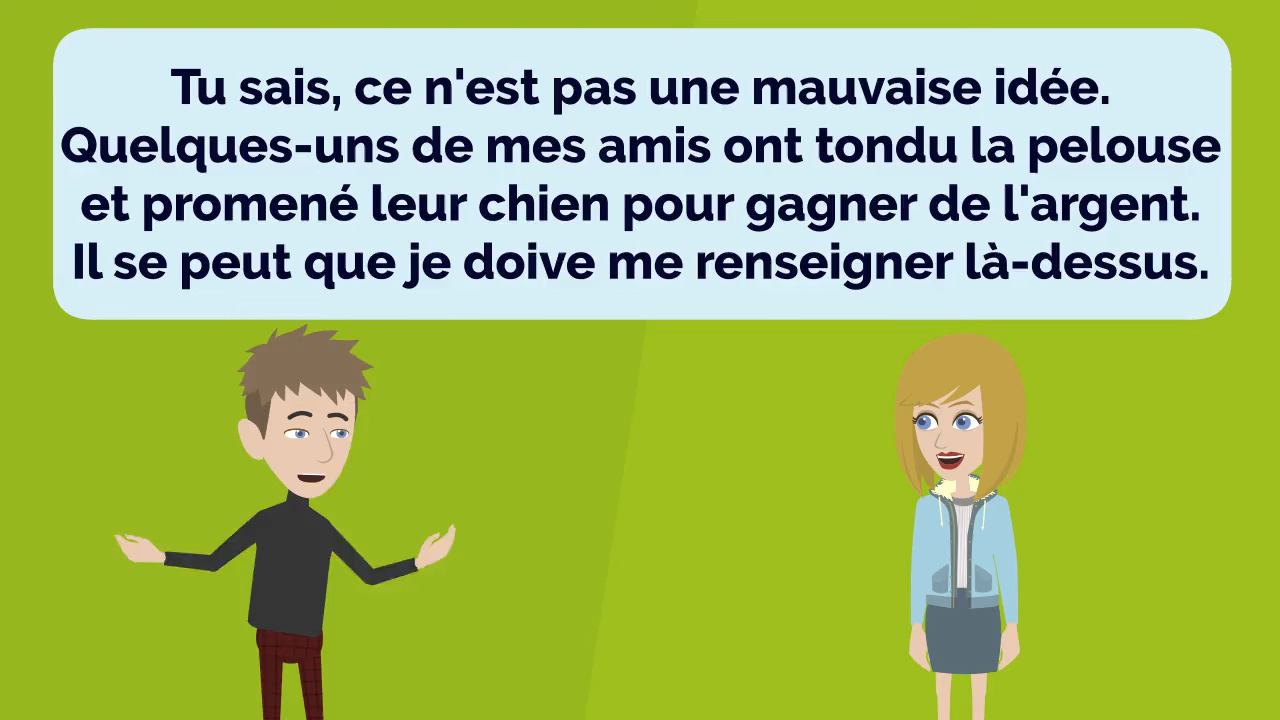 Tu sais, ce n'est pas une mauvaise idée.
Quelques-uns de mes amis ont tondu la pelouse
et promené leur chien pour gagner de l'argent.
Il se peut que je doive me renseigner là-dessus.